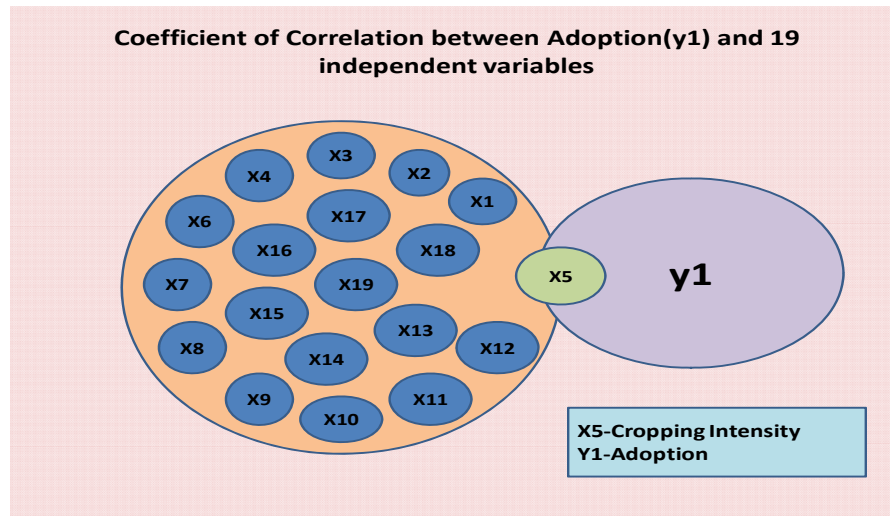 Coefficient of Correlation between Adoption(y1) and 19
independent variables
X3
X4
X2
X1
X6
X17
X16
X18
X5
y1
X7
X19
X15
X13
X8
X14
X12
X9
X10
X11
X5-Cropping Intensity
Y1-Adoption